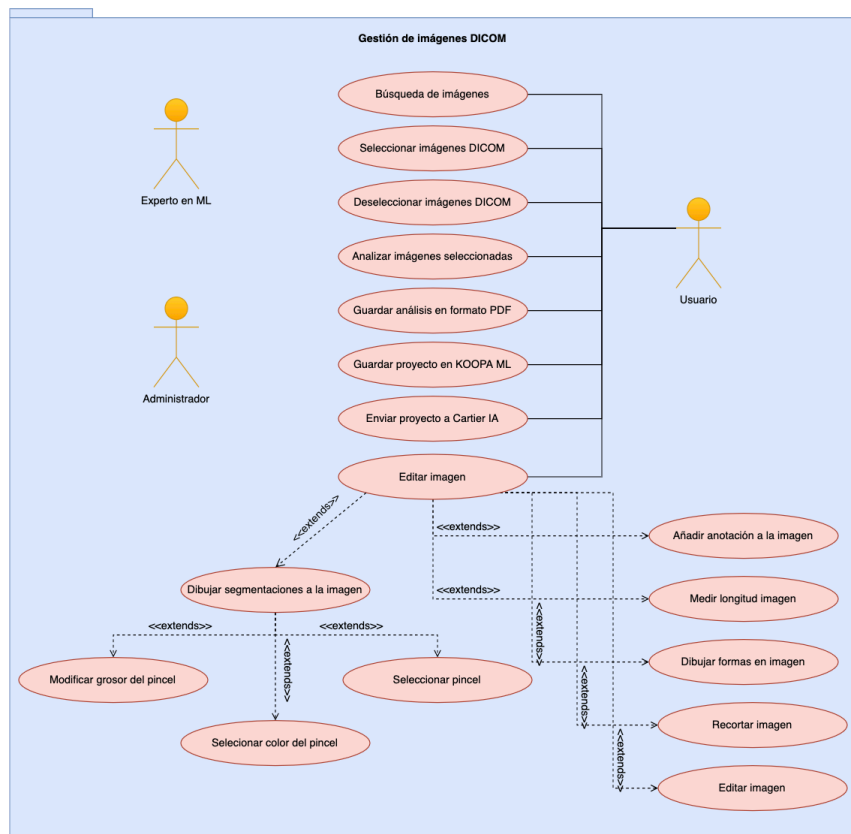 Gestión de imágenes DICOM
Búsqueda de imágenes
Seleccionar imágenes DICOM
Experto en ML
Deseleccionar imágenes DICOM
Analizar imágenes seleccionadas
Usuario
Guardar análisis en formato PDF
Guardar proyecto en KOOPA ML
Administrador
Enviar proyecto a Cartier IA
Editar imagen
<<extends>>
<<extends>>
Añadir anotación a la imagen
Dibujar segmentaciones a la imagen
<<extends>>
Medir longitud imagen
<<extends>>
<<extends>>
<<extends>>
<<extends>>
Dibujar formas en imagen
Modificar grosor del pincel
Seleccionar pincel
<<extends>>
Recortar imagen
Selecionar color del pincel
<<extends>>
Editar imagen